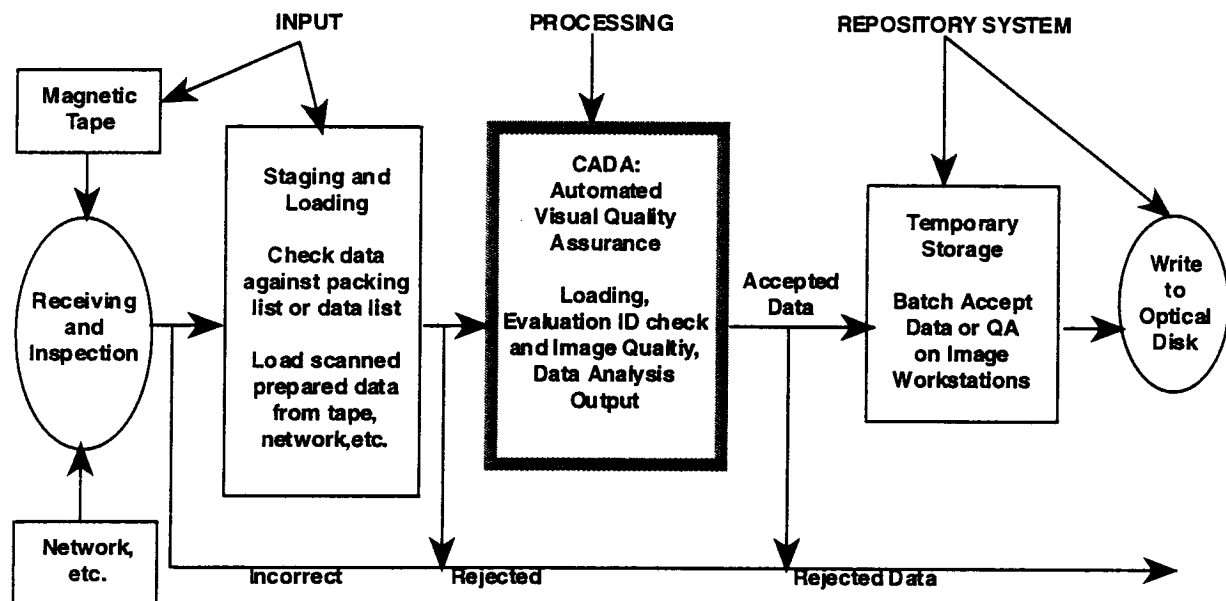 INPUT
PROCESSING
REPOSITORY SYSTEM
Magnetic
Tape
Receiving
and
Inspection
Network,
etc.
Staging and
Loading
Check data
against packing
list or data list
Load scanned
prepared data
from tape,
network,etc.
CADA:
Automated
Visual Quality
Assurance
Loading,
Evaluation ID check
and Image Qualtiy,
Data Analysis
Output
Accepted
Data
Temporary
Storage
Batch Accept
Data or QA
on Image
Workstations
Write
to
Optical
Disk
Incorrect
Rejected
Rejected Data